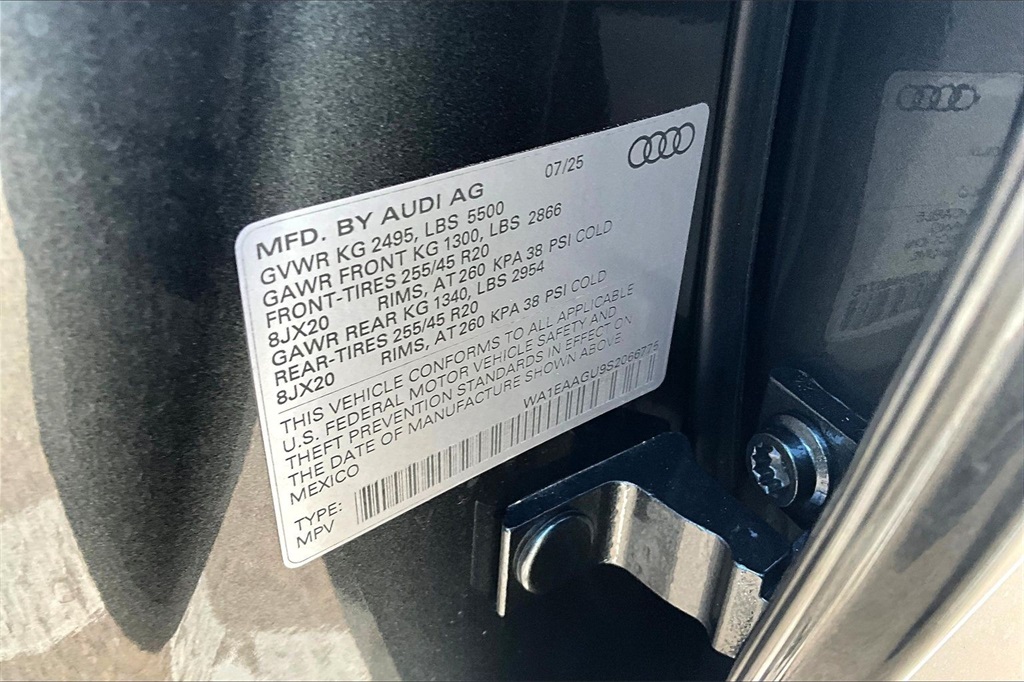 07/25
MFD. BY AUDI AG
GVWR KG 2495, LBS 5500
GAWR FRONT KG 1300, LBS 2866
FRONT-TIRES 255/45 R20
8JX20 RIMS, AT 260 KPA 38 PSI COLD
GAWR REAR KG 1340, LBS 2954
REAR-TIRES 255/45 R20
8JX20 RIMS, AT 260 KPA 38 PSI COLD
THIS VEHICLE CONFORMS TO ALL APPLICABLE
U.S. FEDERAL MOTOR VEHICLE SAFETY AND
THEFT PREVENTION STANDARDS IN EFFECT ON
THE DATE OF MANUFACTURE SHOWN ABOVE
MEXICO WA1EAAGU9S2066775
TYPE:
MPV